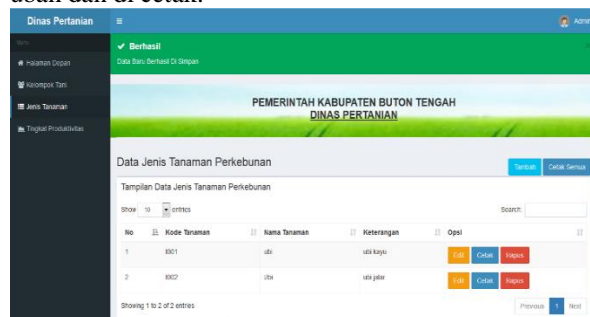 usah dan di cetak.
Dinas Pertanian
Admin
Menu
Berhasil
Data Baru Berhasil Di Simpan
Halaman Depan
Kelompok Tani
Jenis Tanaman
Tingkat Produktivitas
PEMERINTAH KABUPATEN BUTON TENGAH
DINAS PERTANIAN
Data Jenis Tanaman Perkebunan
Tambah Cetak Semua
Tampilan Data Jenis Tanaman Perkebunan
Show 10 entries Search:
No Kode Tanaman Nama Tanaman Keterangan Opsi
1 ubi ubi kayu Edit Cetak Hapus
2 ubi ubi jalar Edit Cetak Hapus
Showing 1 to 2 of 2 entries
Previous 1 Next